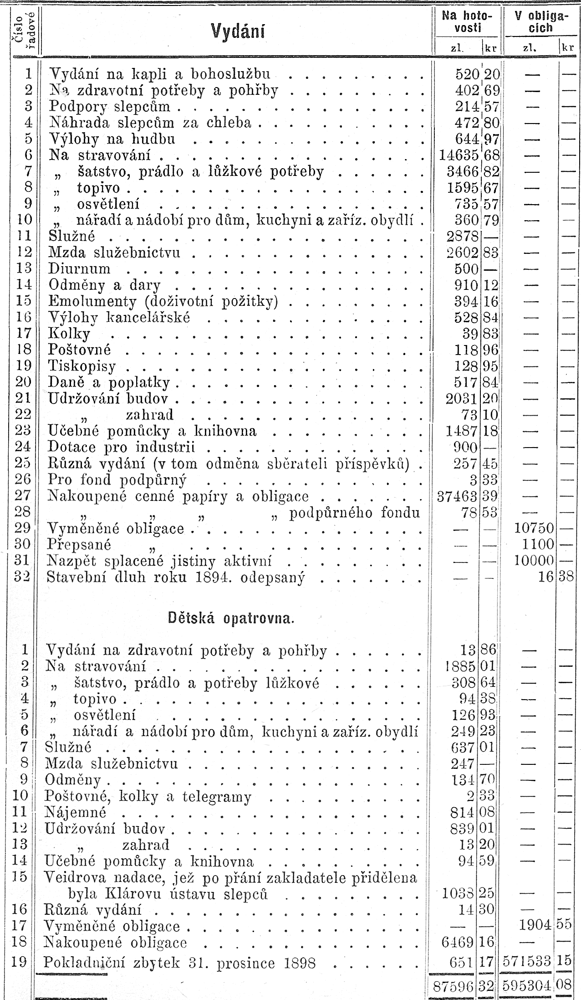 Číslo řadové | Vydání | Na hoto- vosti | V obliga- cích
zl. | kr | zl. | kr
1 Vydání na kapli a bohoslužbu . . . . . . . . . 520 20 — —
2 Na zdravotní potřeby a pohřby . . . . . . . . . 402 69 — —
3 Podpory slepcům . . . . . . . . . . . . . . . . 214 57 — —
4 Náhrada slepcům za chleba . . . . . . . . . . . 472 80 — —
5 Výlohy na hudbu . . . . . . . . . . . . . . . 644 97 — —
6 Na stravování . . . . . . . . . . . . . . . . . 14635 68 — —
7 „ šatstvo, prádlo a lůžkové potřeby . . . . . . 3466 82 — —
8 „ topivo . . . . . . . . . . . . . . . . . . . 1595 67 — —
9 „ osvětlení . . . . . . . . . . . . . . . . . 735 57 — —
10 „ nářadí a nádobí pro dům, kuchyni a zaříz. obydlí . 360 79 — —
11 Služné . . . . . . . . . . . . . . . . . . . . 2878 — — —
12 Mzda služebnictvu . . . . . . . . . . . . . . . 2602 83 — —
13 Diurnum . . . . . . . . . . . . . . . . . . . 500 — — —
14 Odměny a dary . . . . . . . . . . . . . . . . 910 12 — —
15 Emolumenty (doživotní požitky) . . . . . . . . . 394 16 — —
16 Výlohy kancelářské . . . . . . . . . . . . . . 528 84 — —
17 Kolky . . . . . . . . . . . . . . . . . . . . 39 83 — —
18 Poštovné . . . . . . . . . . . . . . . . . . . 118 96 — —
19 Tiskopisy . . . . . . . . . . . . . . . . . . . 128 95 — —
20 Daně a poplatky . . . . . . . . . . . . . . . . 517 84 — —
21 Udržování budov . . . . . . . . . . . . . . . . 2031 20 — —
22 „ zahrad . . . . . . . . . . . . . . . 73 10 — —
23 Učebné pomůcky a knihovna . . . . . . . . . . 1487 18 — —
24 Dotace pro industrii . . . . . . . . . . . . . . 900 — — —
25 Různá vydání (v tom odměna sběrateli příspěvků) . 257 45 — —
26 Pro fond podpůrný . . . . . . . . . . . . . . 3 33 — —
27 Nakoupené cenné papíry a obligace . . . . . . . 37463 39 — —
28 „ „ „ „ podpůrného fondu 78 53 — —
29 Vyměněné obligace . . . . . . . . . . . . . . . — — 10750 —
30 Přepsané „ . . . . . . . . . . . . . . — — 1100 —
31 Nazpět splacené jistiny aktivní . . . . . . . . . — — 10000 —
32 Stavební dluh roku 1894. odepsaný . . . . . . . — — 16 38
Dětská opatrovna.
1 Vydání na zdravotní potřeby a pohřby . . . . . . 13 86 — —
2 Na stravování . . . . . . . . . . . . . . . . . 1885 01 — —
3 „ šatstvo, prádlo a potřeby lůžkové . . . . . . 308 64 — —
4 „ topivo . . . . . . . . . . . . . . . . . . . 94 38 — —
5 „ osvětlení . . . . . . . . . . . . . . . . 126 93 — —
6 „ nářadí a nádobí pro dům, kuchyni a zaříz. obydlí 249 23 — —
7 Služné . . . . . . . . . . . . . . . . . . . . 637 01 — —
8 Mzda služebnictvu . . . . . . . . . . . . . . . 247 — — —
9 Odměny . . . . . . . . . . . . . . . . . . . . 134 70 — —
10 Poštovné, kolky a telegramy . . . . . . . . . . 2 33 — —
11 Nájemné . . . . . . . . . . . . . . . . . . . 814 08 — —
12 Udržování budov . . . . . . . . . . . . . . . . 839 01 — —
13 „ zahrad . . . . . . . . . . . . . . . 13 20 — —
14 Učebné pomůcky a knihovna . . . . . . . . . . 94 59 — —
15 Veidrova nadace, jež po přání zakladatele přidělena
byla Klárovu ústavu slepců . . . . . . . . . 1038 25 — —
16 Různá vydání . . . . . . . . . . . . . . . . . 14 30 — —
17 Vyměněné obligace . . . . . . . . . . . . . . . — — 1904 55
18 Nakoupené obligace . . . . . . . . . . . . . . 6469 16 — —
19 Pokladniční zbytek 31. prosince 1898 . . . . . . 651 17 571533 15
87596 32 595304 08